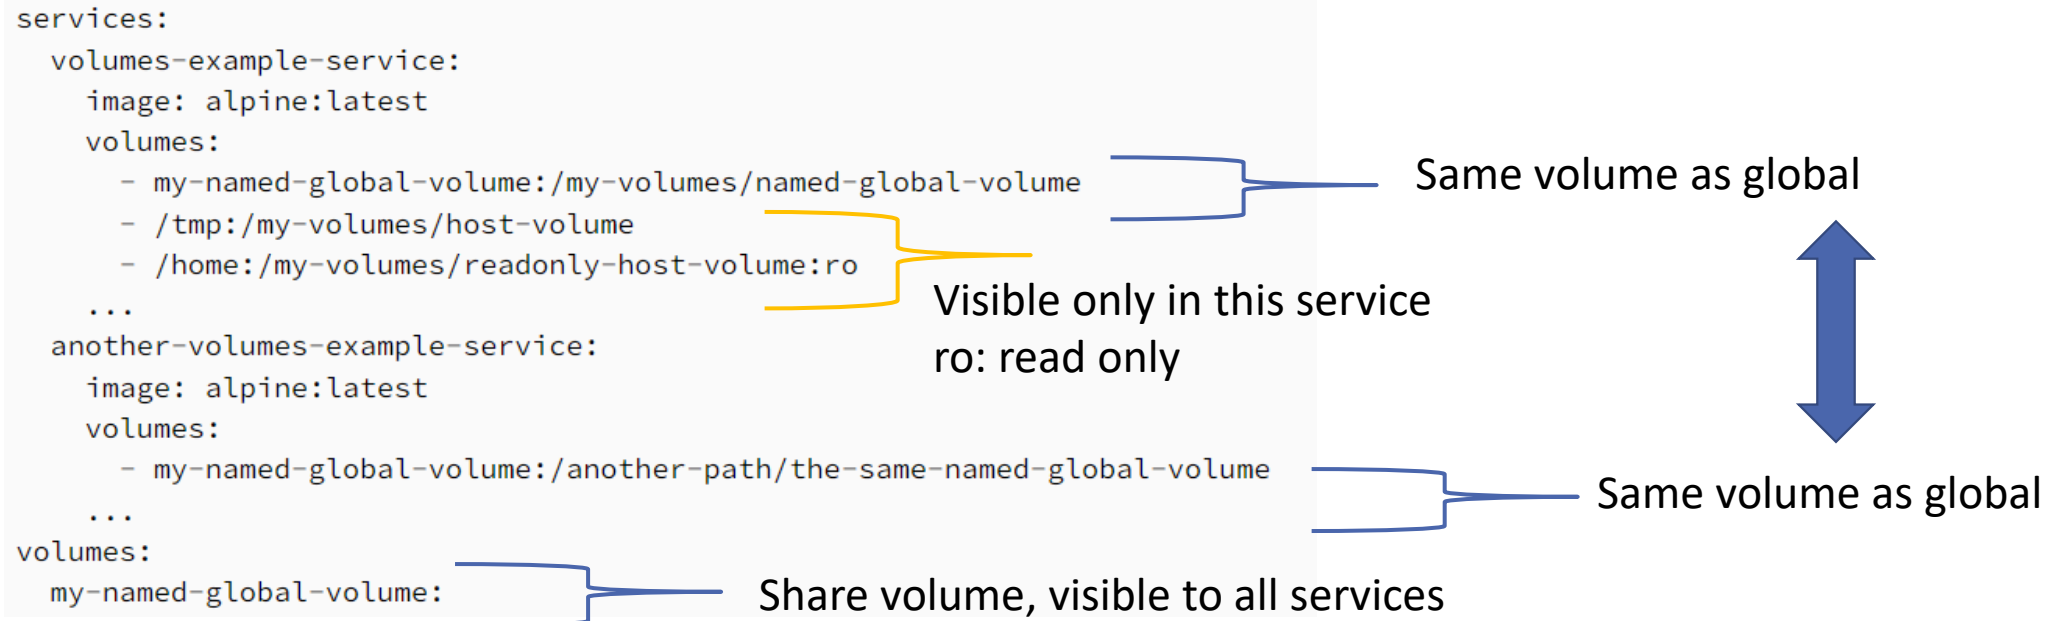 services:
  volumes-example-service:
    image: alpine:latest
    volumes:
      - my-named-global-volume:/my-volumes/named-global-volume
      - /tmp:/my-volumes/host-volume
      - /home:/my-volumes/readonly-host-volume:ro
    ...
  another-volumes-example-service:
    image: alpine:latest
    volumes:
      - my-named-global-volume:/another-path/the-same-named-global-volume
    ...
volumes:
  my-named-global-volume:
Same volume as global
Visible only in this service
ro: read only
Same volume as global
Share volume, visible to all services